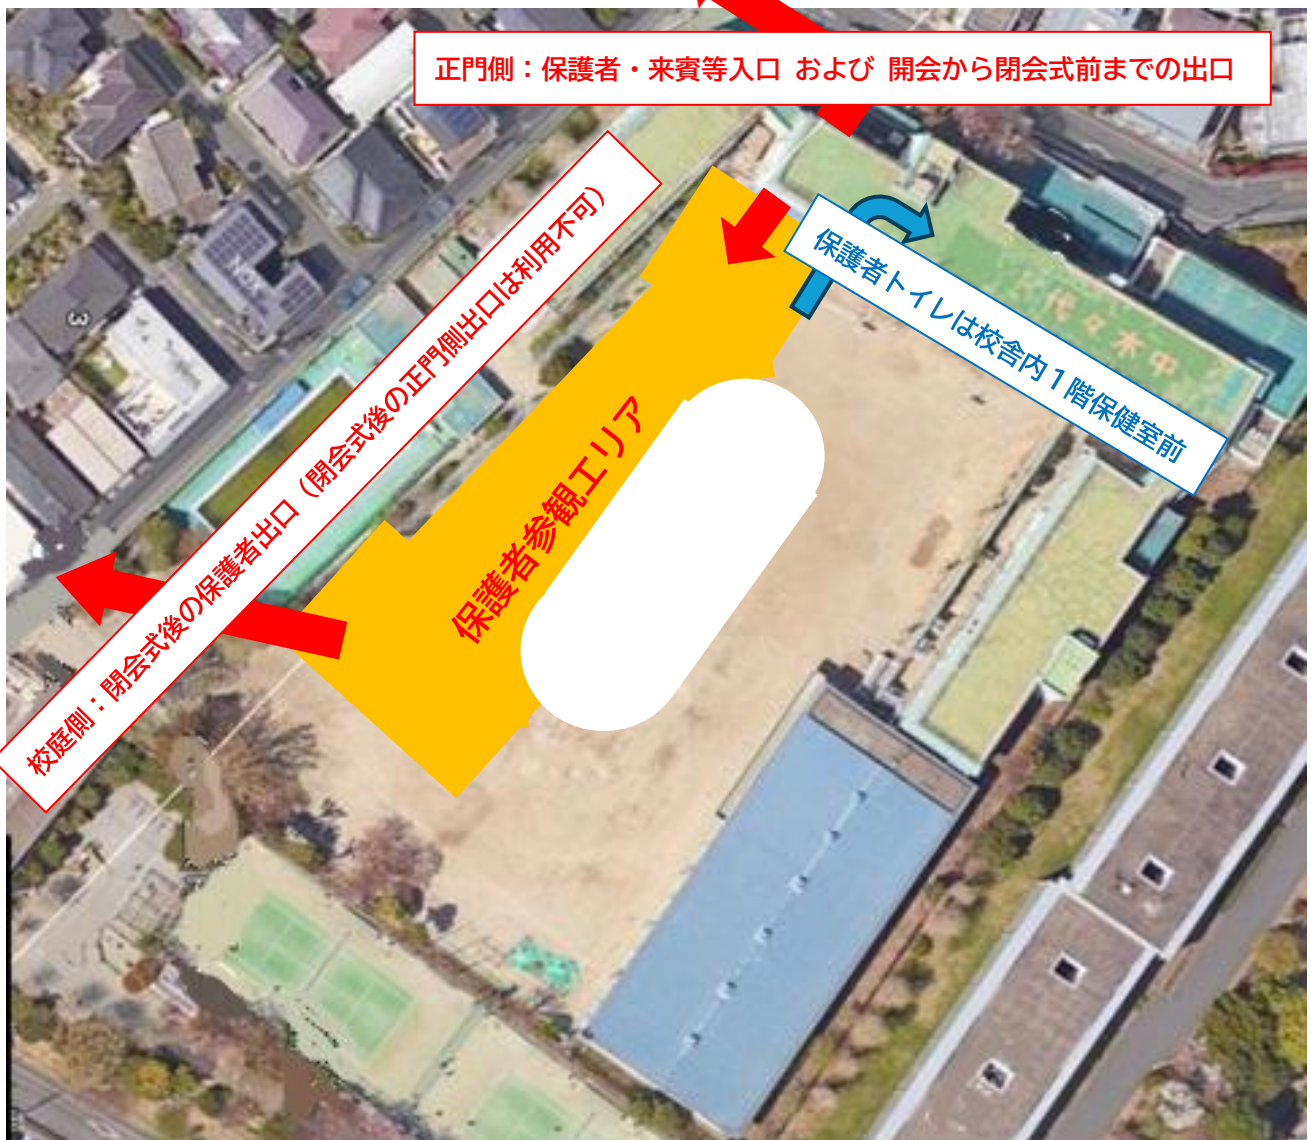 正門側：保護者・来賓等入口 および 開会から閉会式前までの出口
校庭側：閉会式後の保護者出口（閉会式後の正門側出口は利用不可）
保護者トイレは校舎内１階保健室前
代々木中
保護者参観エリア
3